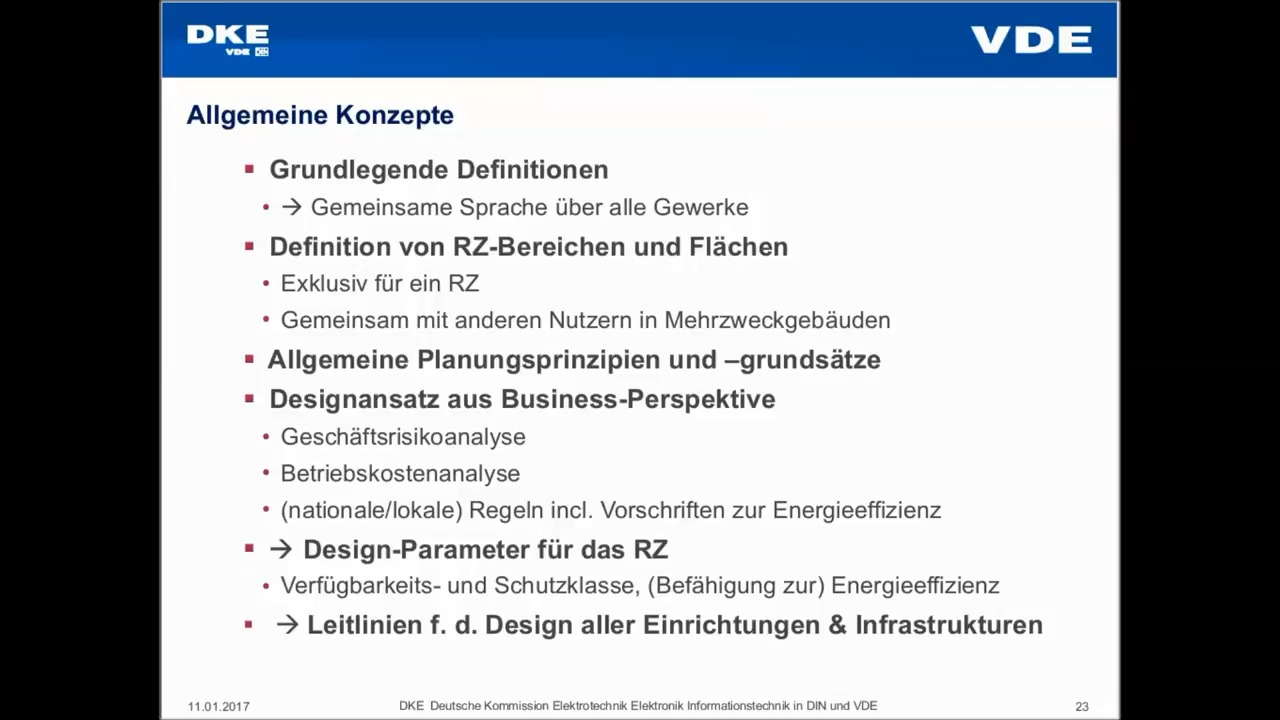 DKE
VDE DIN
VDE
Allgemeine Konzepte
▪ Grundlegende Definitionen
• → Gemeinsame Sprache über alle Gewerke
▪ Definition von RZ-Bereichen und Flächen
• Exklusiv für ein RZ
• Gemeinsam mit anderen Nutzern in Mehrzweckgebäuden
▪ Allgemeine Planungsprinzipien und –grundsätze
▪ Designansatz aus Business-Perspektive
• Geschäftsrisikoanalyse
• Betriebskostenanalyse
• (nationale/lokale) Regeln incl. Vorschriften zur Energieeffizienz
▪ → Design-Parameter für das RZ
• Verfügbarkeits- und Schutzklasse, (Befähigung zur) Energieeffizienz
▪ → Leitlinien f. d. Design aller Einrichtungen & Infrastrukturen
11.01.2017
DKE Deutsche Kommission Elektrotechnik Elektronik Informationstechnik in DIN und VDE
23